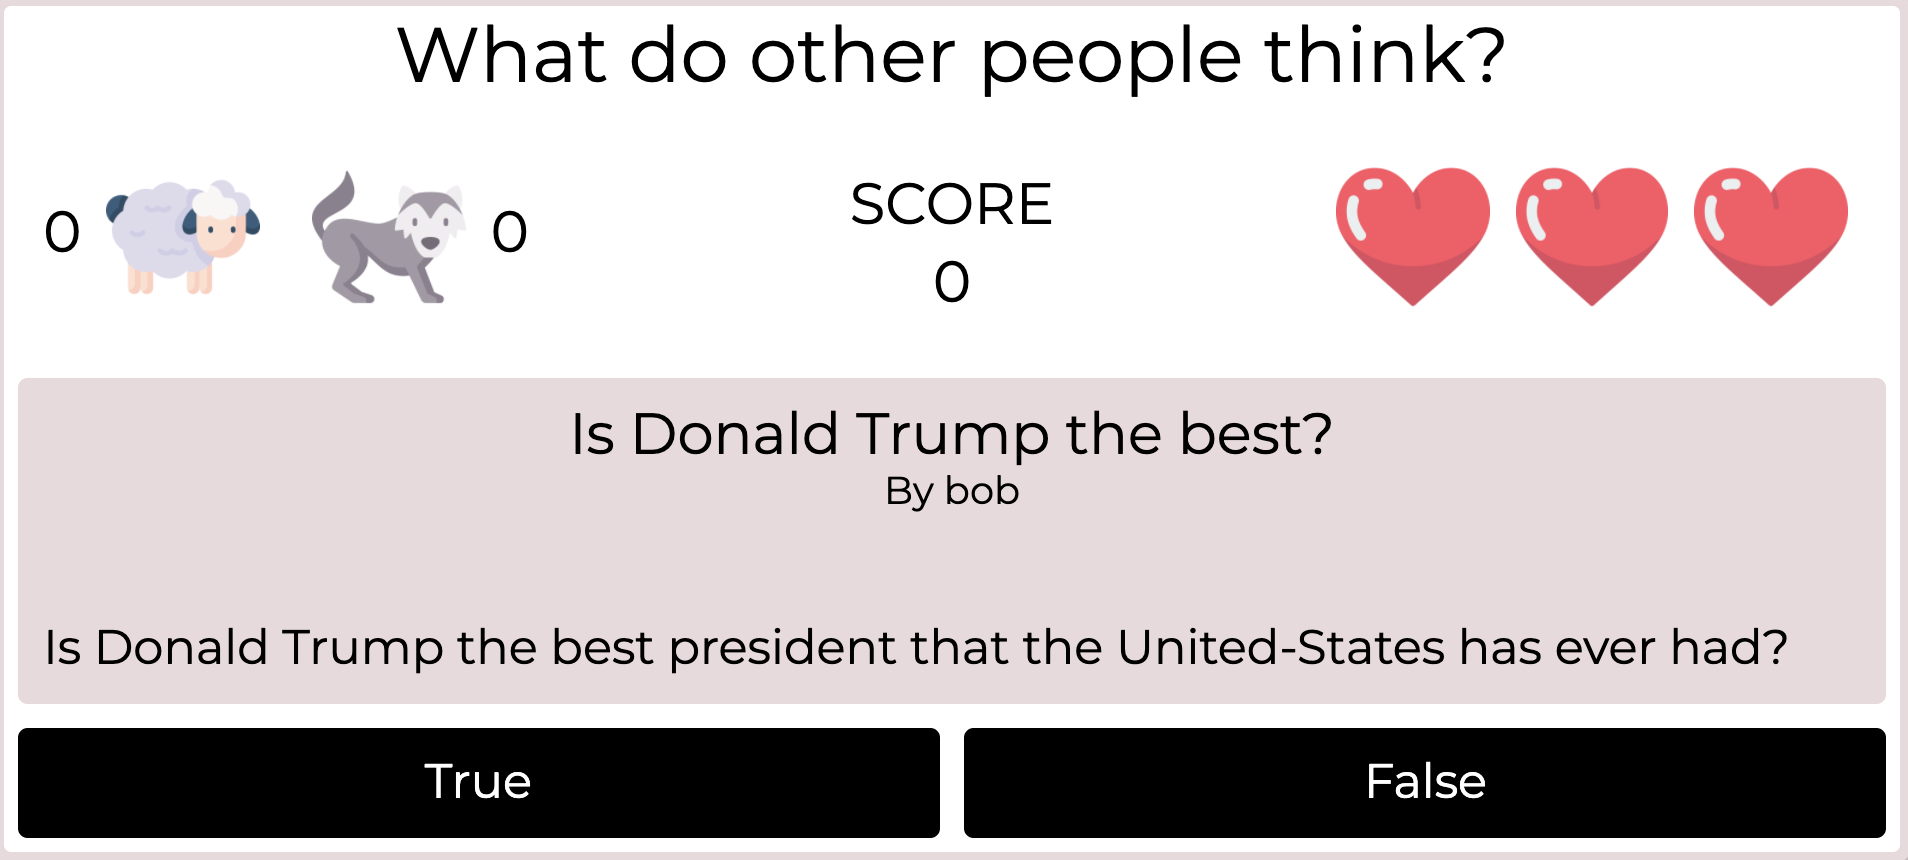 What do other people think?
0
0
SCORE
0
Is Donald Trump the best?
By bob
Is Donald Trump the best president that the United-States has ever had?
True
False